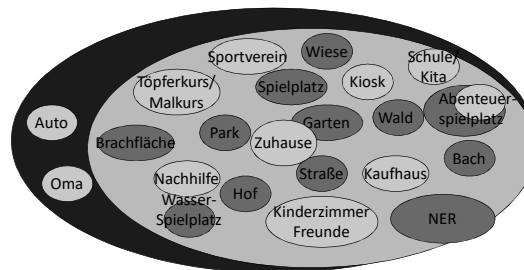 Sportverein
Wiese
Schule/
Kita
Töpferkurs/
Malkurs
Spielplatz
Kiosk
Abenteuer-
spielplatz
Auto
Garten
Wald
Park
Brachfläche
Zuhause
Bach
Oma
Nachhilfe
Straße
Kaufhaus
Wasser-
Spielplatz
Hof
Kinderzimmer
Freunde
NER